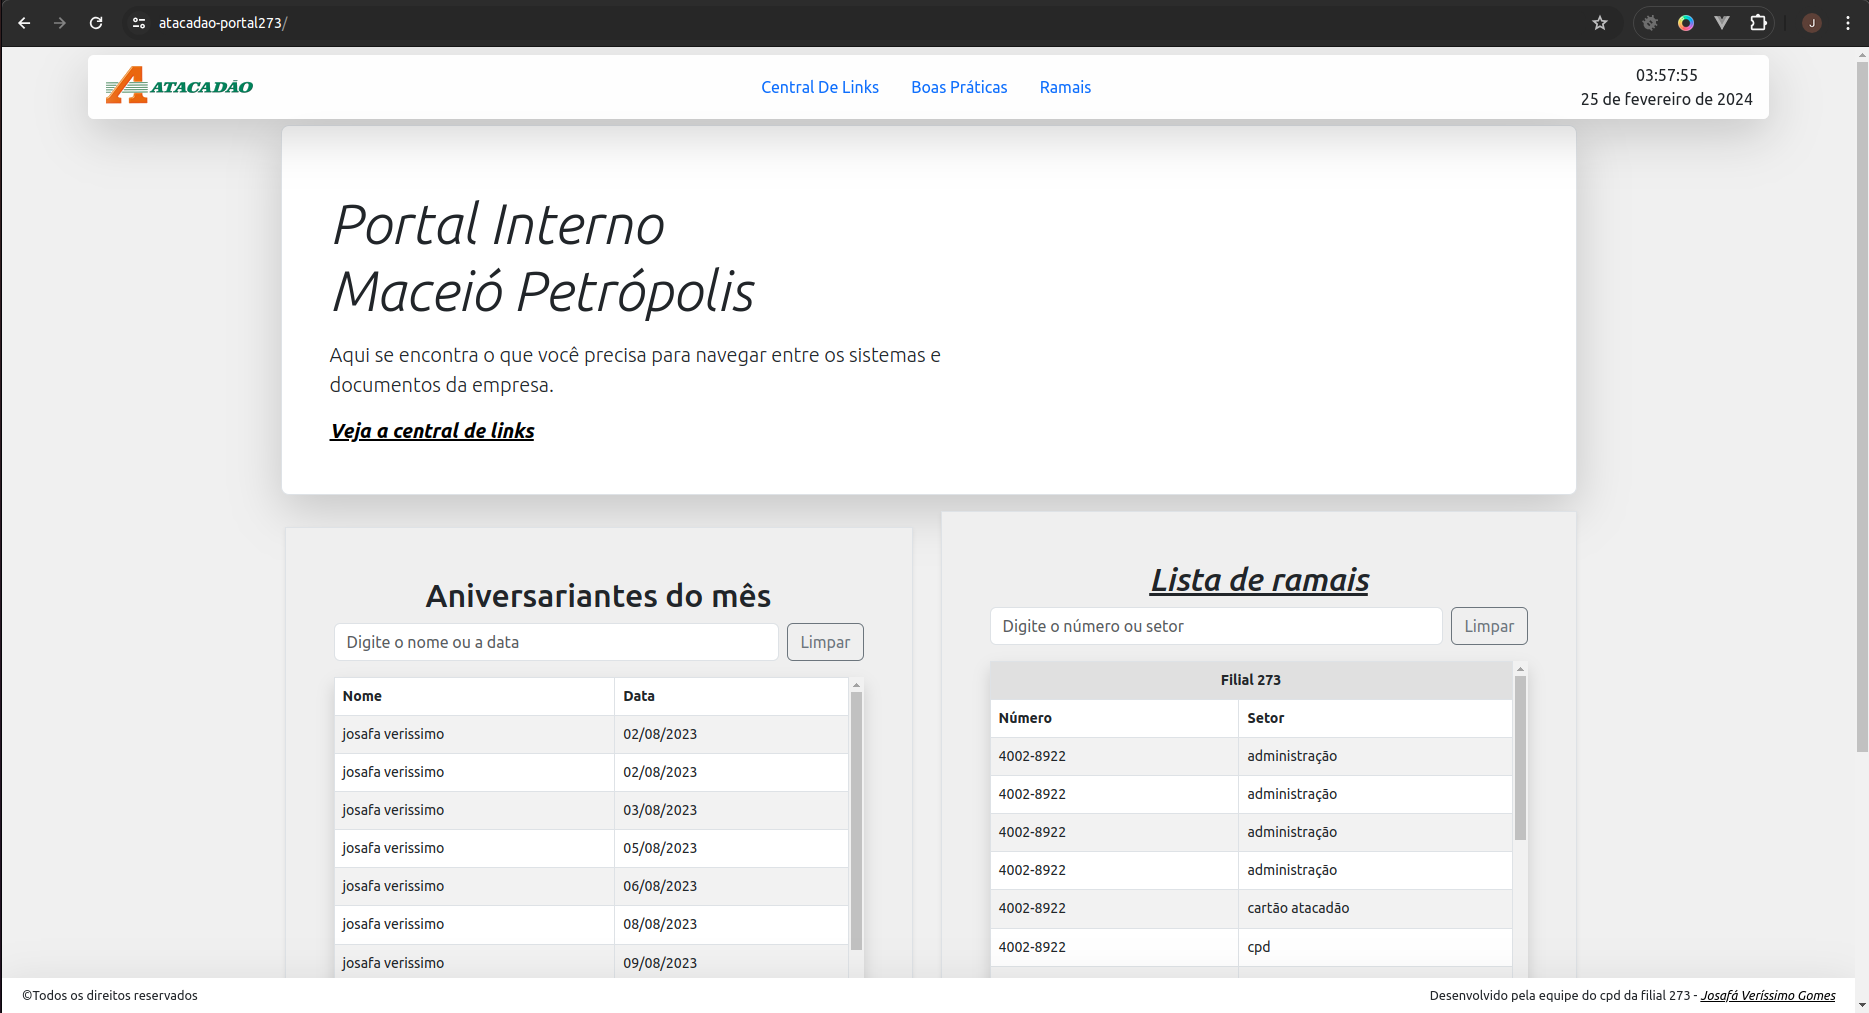 atacadao-portal273/
J
ATACADÃO
Central De Links
Boas Práticas
Ramais
03:57:55
25 de fevereiro de 2024
Portal Interno
Maceió Petrópolis
Aqui se encontra o que você precisa para navegar entre os sistemas e
documentos da empresa.
Veja a central de links
Aniversariantes do mês
Digite o nome ou a data
Limpar
Nome Data
josafa verissimo 02/08/2023
josafa verissimo 02/08/2023
josafa verissimo 03/08/2023
josafa verissimo 05/08/2023
josafa verissimo 06/08/2023
josafa verissimo 08/08/2023
josafa verissimo 09/08/2023
Lista de ramais
Digite o número ou setor
Limpar
Filial 273
Número Setor
4002-8922 administração
4002-8922 administração
4002-8922 administração
4002-8922 administração
4002-8922 cartão atacadão
4002-8922 cpd
©Todos os direitos reservados
Desenvolvido pela equipe do cpd da filial 273 - Josafá Veríssimo Gomes